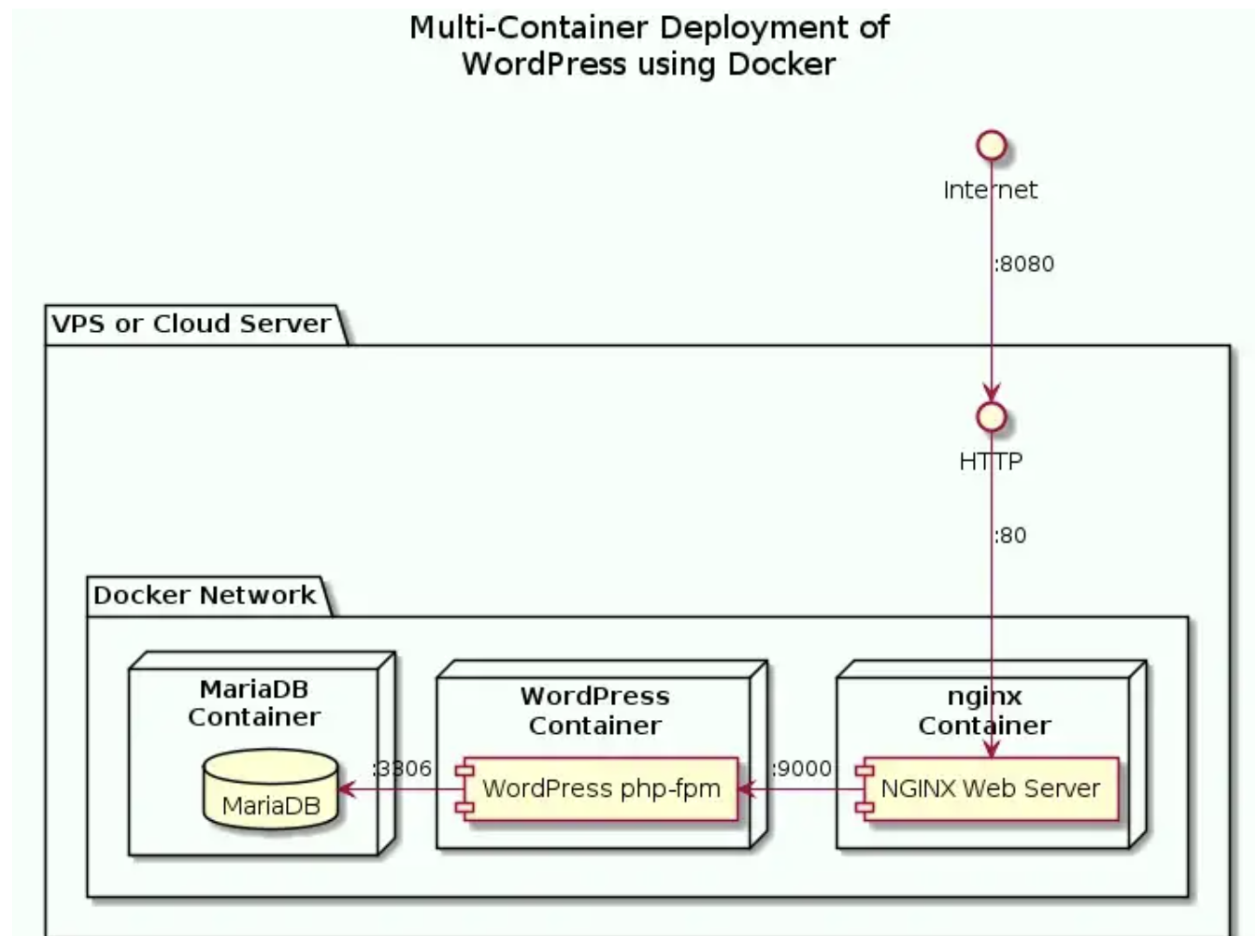 Multi-Container Deployment of
WordPress using Docker
Internet
:8080
VPS or Cloud Server
HTTP
:80
Docker Network
MariaDB
Container
WordPress
Container
nginx
Container
:3306
:9000
MariaDB
WordPress php-fpm
NGINX Web Server